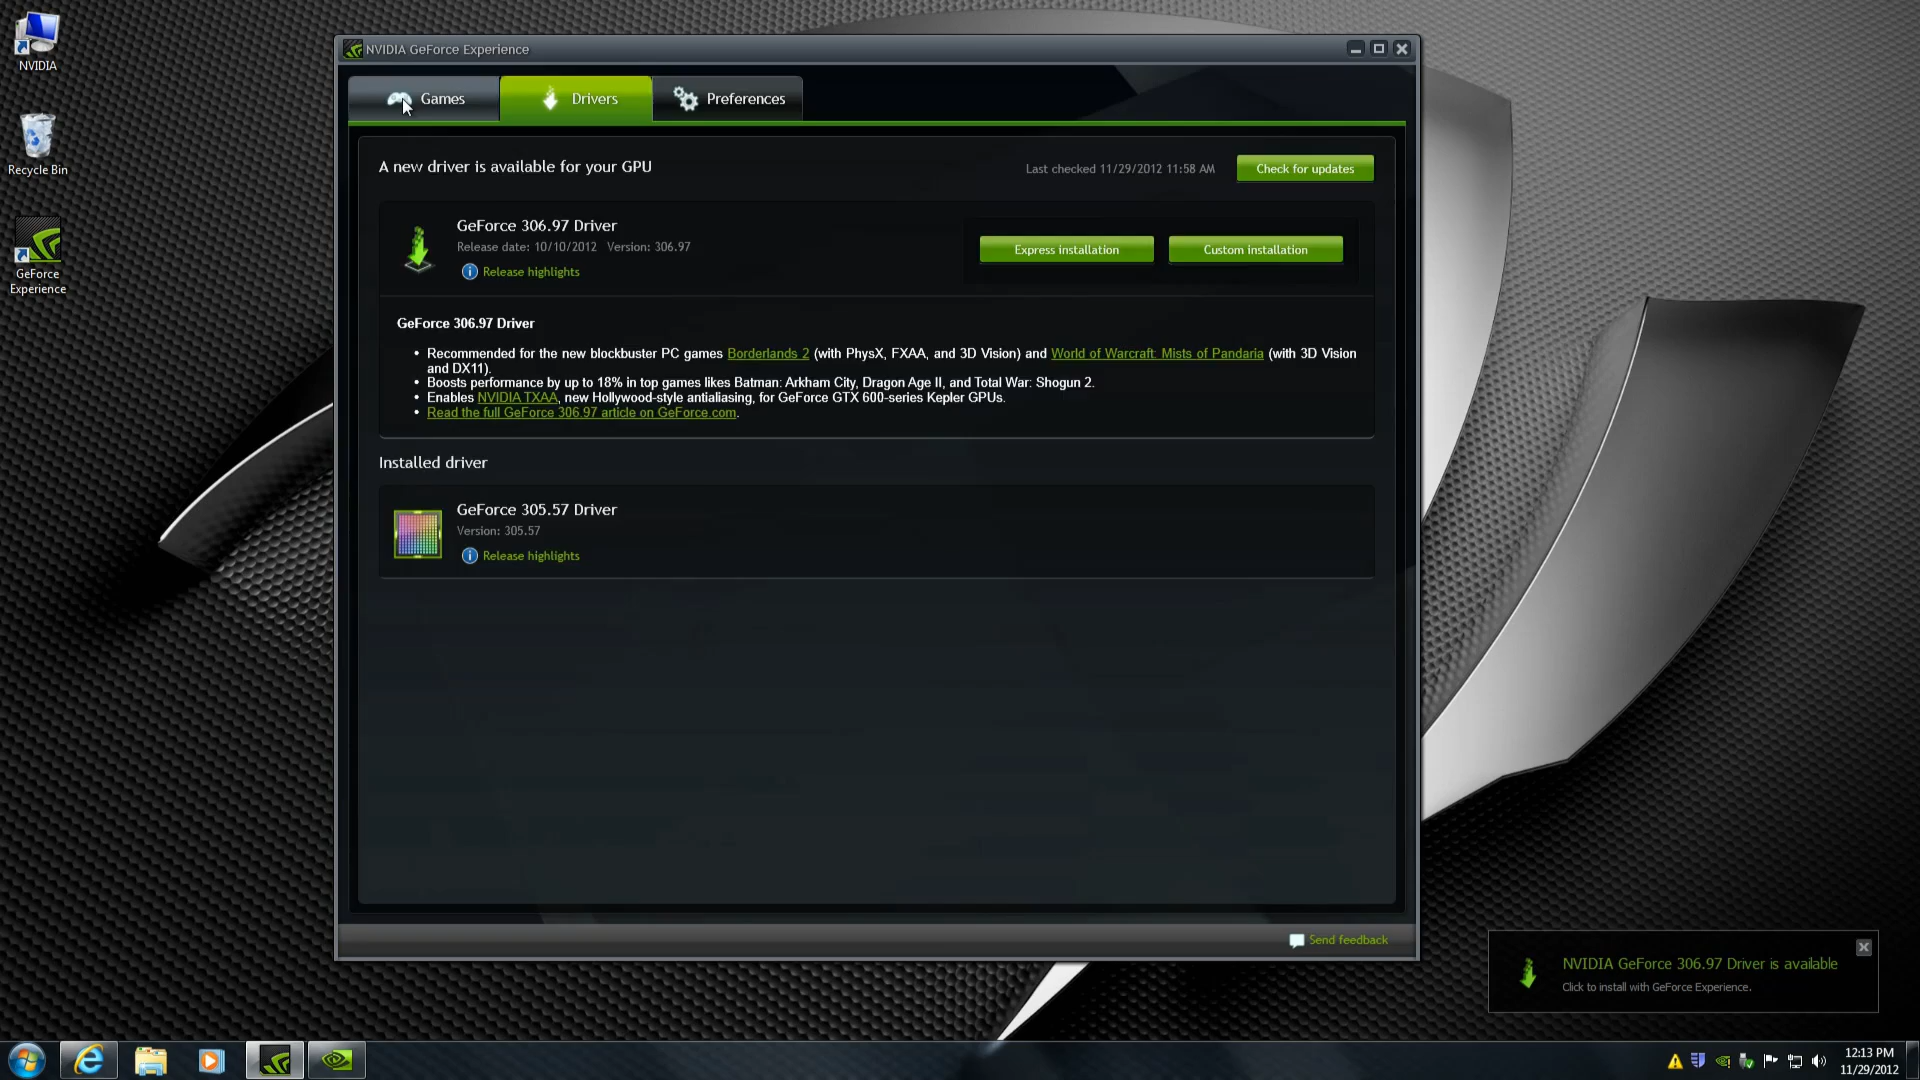 NVIDIA
Recycle Bin
GeForce
Experience
NVIDIA GeForce Experience
Games
Drivers
Preferences
A new driver is available for your GPU
Last checked 11/29/2012 11:58 AM
Check for updates
GeForce 306.97 Driver
Release date: 10/10/2012 Version: 306.97
Release highlights
Express installation
Custom installation
GeForce 306.97 Driver
• Recommended for the new blockbuster PC games Borderlands 2 (with PhysX, FXAA, and 3D Vision) and World of Warcraft: Mists of Pandaria (with 3D Vision
and DX11).
• Boosts performance by up to 18% in top games likes Batman: Arkham City, Dragon Age II, and Total War: Shogun 2.
• Enables NVIDIA TXAA, new Hollywood-style antialiasing, for GeForce GTX 600-series Kepler GPUs.
• Read the full GeForce 306.97 article on GeForce.com.
Installed driver
GeForce 305.57 Driver
Version: 305.57
Release highlights
Send feedback
NVIDIA GeForce 306.97 Driver is available
Click to install with GeForce Experience.
12:13 PM
11/29/2012